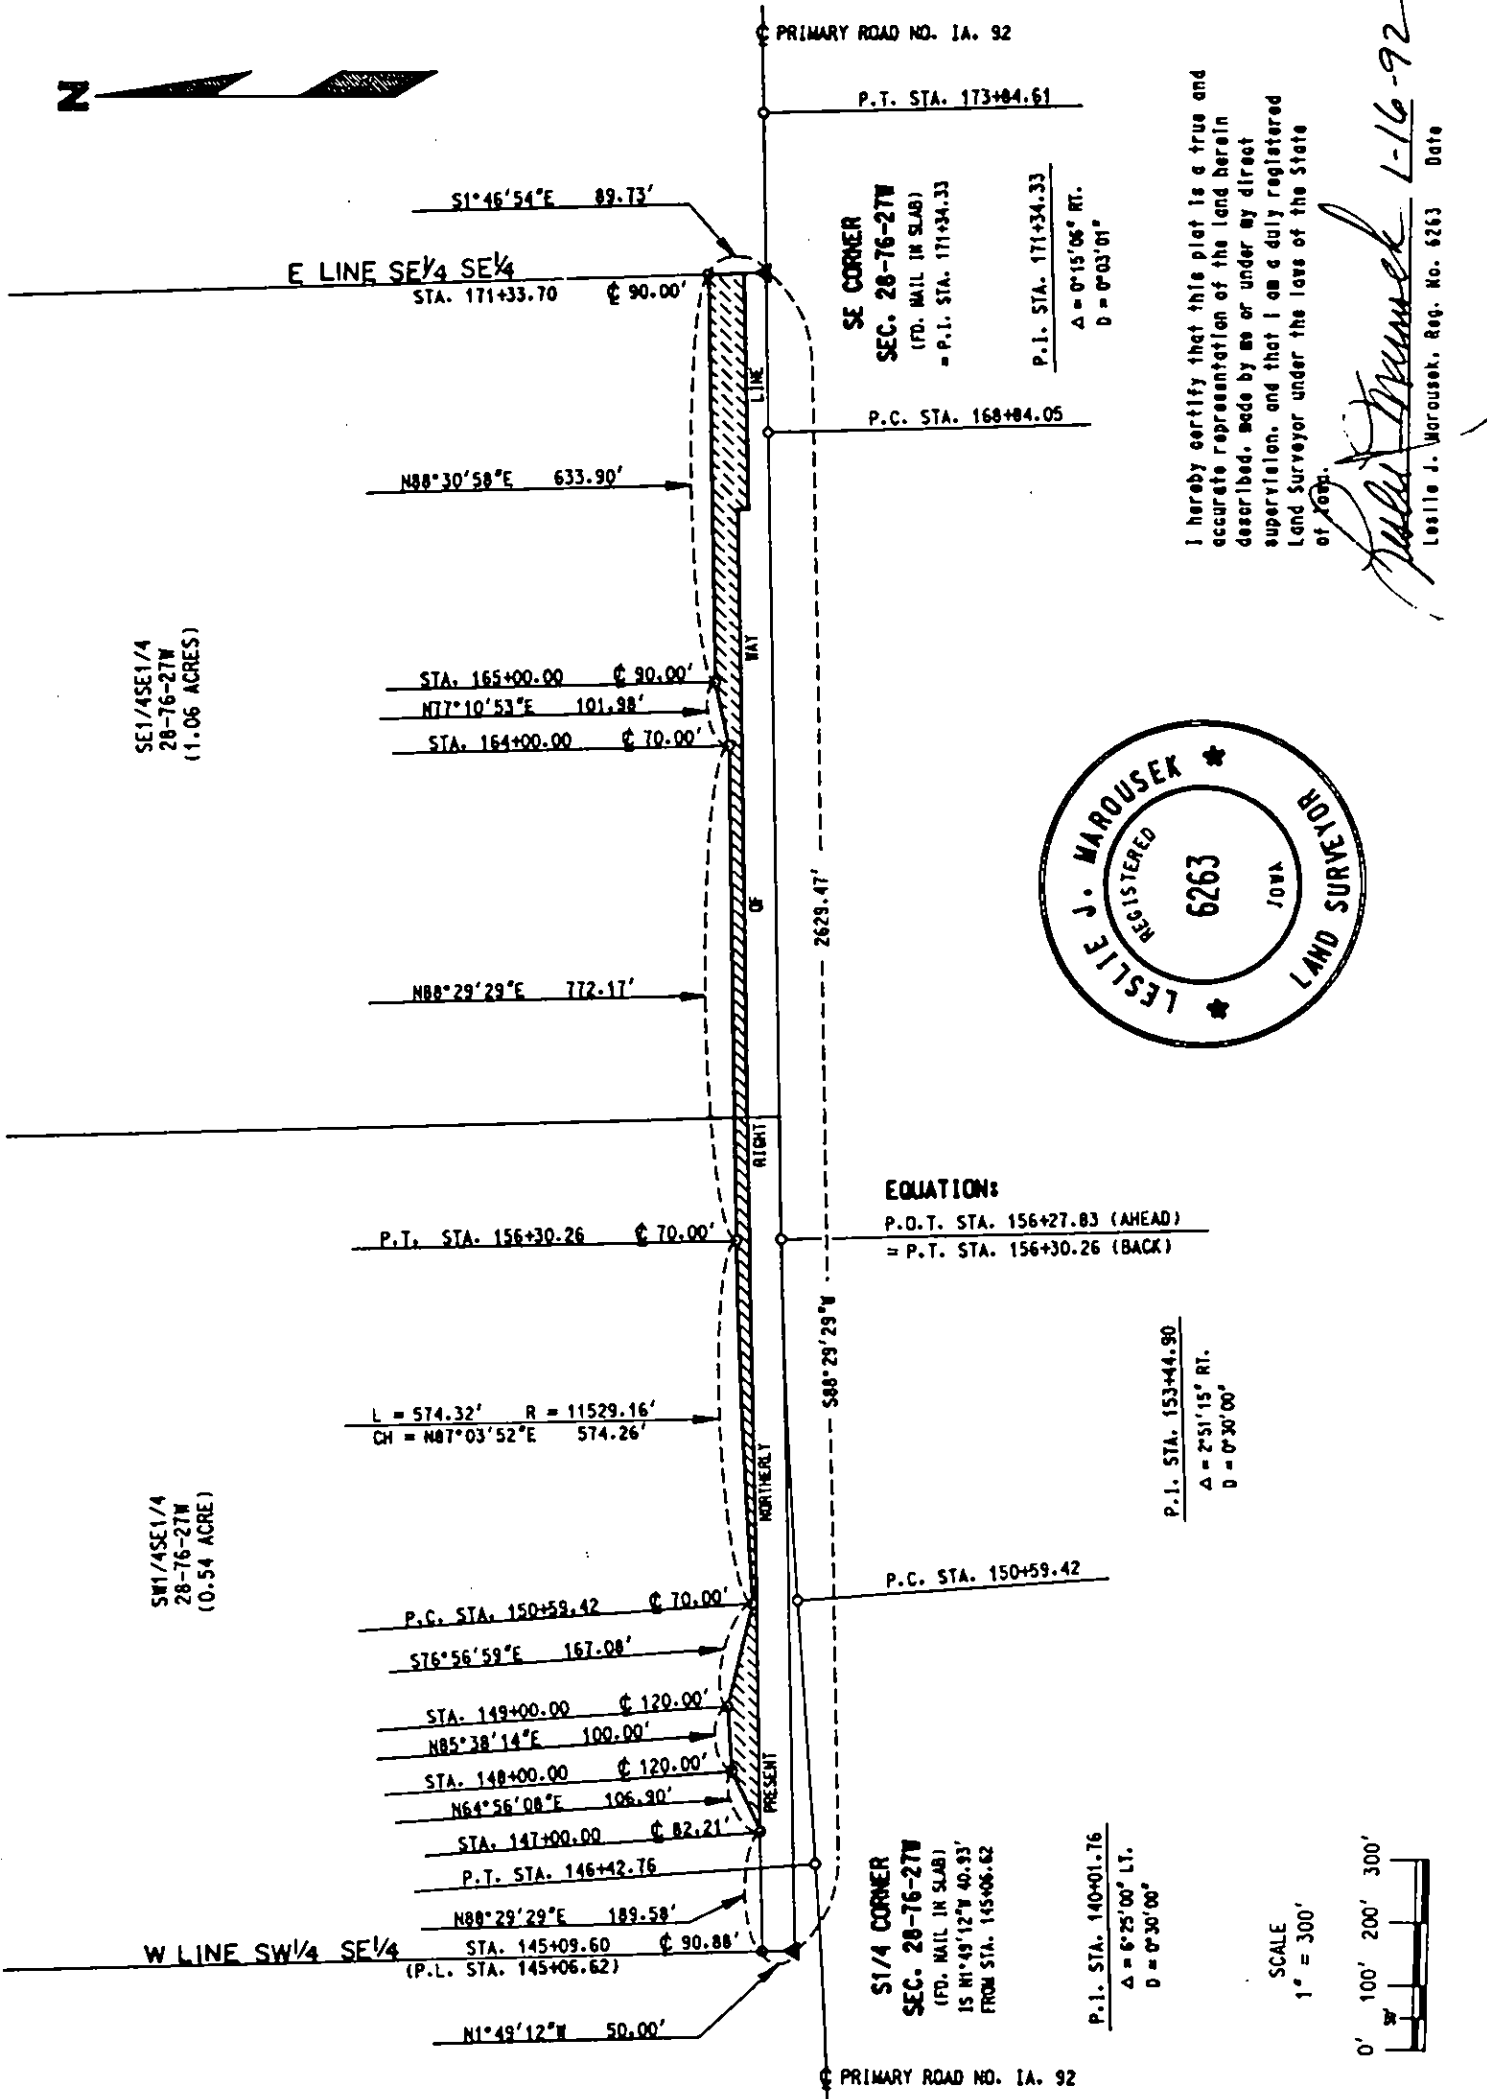 N
℄ PRIMARY ROAD NO. IA. 92
P.T. STA. 173+84.61
S1°46'54"E 89.73'
E LINE SE1/4 SE1/4
STA. 171+33.70 ℄ 90.00'
SE CORNER
SEC. 28-76-27W
(FD. NAIL IN SLAB)
= P.I. STA. 171+34.33
P.I. STA. 171+34.33
Δ = 0°15'06" RT.
D = 0°03'01"
P.C. STA. 168+84.05
N88°30'58"E 633.90'
SE1/4SE1/4
28-76-27W
(1.06 ACRES)
STA. 165+00.00 ℄ 90.00'
N77°10'53"E 101.98'
STA. 164+00.00 ℄ 70.00'
N88°29'29"E 772.17'
PRESENT NORTHERLY RIGHT OF WAY LINE
S88°29'29"W 2629.47'
I hereby certify that this plat is a true and
accurate representation of the land herein
described, made by me or under my direct
supervision, and that I am a duly registered
Land Surveyor under the laws of the State
of Iowa.
1-16-92
Leslie J. Marousek, Reg. No. 6263 Date
LESLIE J. MAROUSEK
REGISTERED
6263
IOWA
LAND SURVEYOR
EQUATION:
P.O.T. STA. 156+27.83 (AHEAD)
= P.T. STA. 156+30.26 (BACK)
P.T. STA. 156+30.26 ℄ 70.00'
L = 574.32' R = 11529.16'
CH = N87°03'52"E 574.26'
P.I. STA. 153+44.90
Δ = 2°51'15" RT.
D = 0°30'00"
SW1/4SE1/4
28-76-27W
(0.54 ACRE)
P.C. STA. 150+59.42
P.C. STA. 150+59.42 ℄ 70.00'
S76°56'59"E 167.08'
STA. 149+00.00 ℄ 120.00'
N85°38'14"E 100.00'
STA. 148+00.00 ℄ 120.00'
N64°56'08"E 106.90'
STA. 147+00.00 ℄ 82.21'
P.T. STA. 146+42.76
N88°29'29"E 189.58'
W LINE SW1/4 SE1/4
STA. 145+09.60 ℄ 90.88'
(P.L. STA. 145+06.62)
N1°49'12"W 50.00'
S1/4 CORNER
SEC. 28-76-27W
(FD. NAIL IN SLAB)
IS N1°49'12"W 40.93'
FROM STA. 145+06.62
P.I. STA. 140+01.76
Δ = 6°25'00" LT.
D = 0°30'00"
SCALE
1" = 300'
0' 50' 100' 200' 300'
℄ PRIMARY ROAD NO. IA. 92